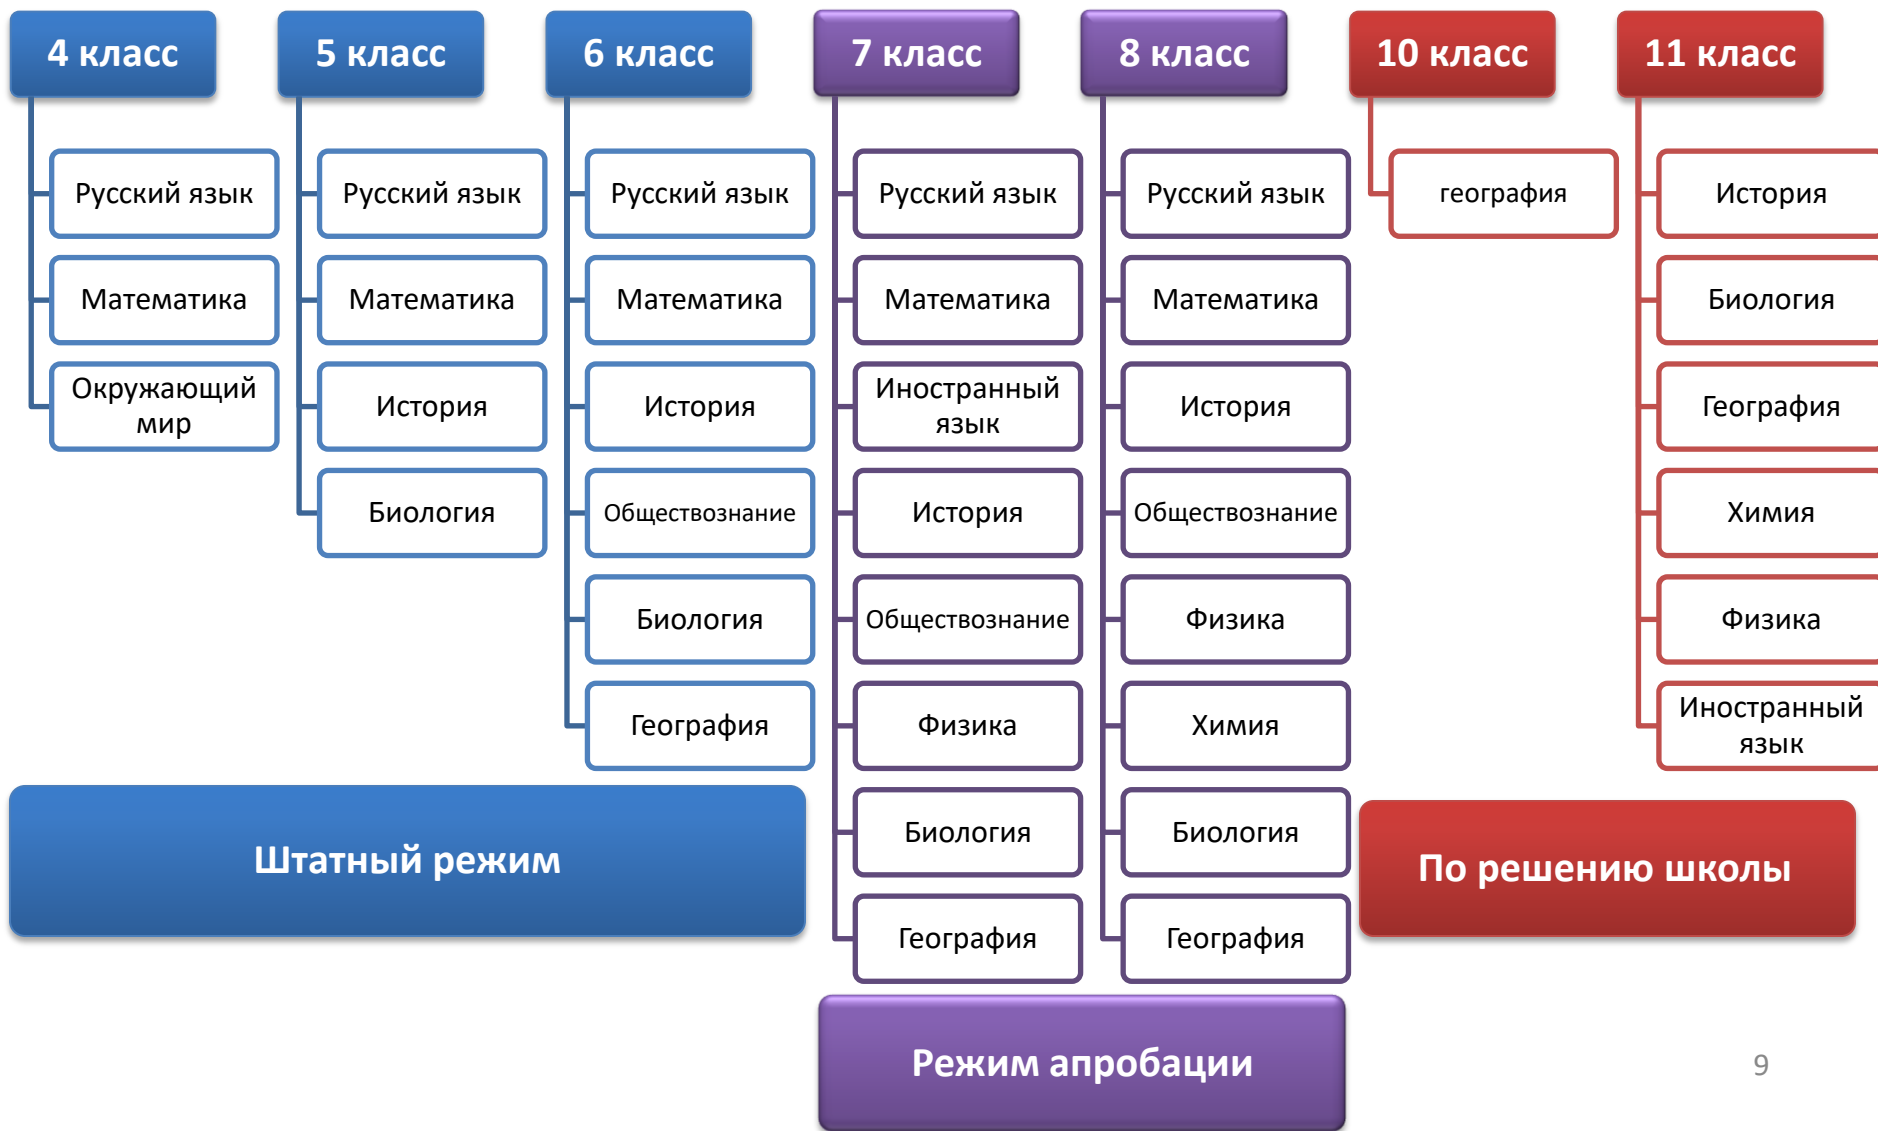 4 класс
Русский язык
Математика
Окружающий
мир
5 класс
Русский язык
Математика
История
Биология
6 класс
Русский язык
Математика
История
Обществознание
Биология
География
Штатный режим
7 класс
Русский язык
Математика
Иностранный
язык
История
Обществознание
Физика
Биология
География
8 класс
Русский язык
Математика
История
Обществознание
Физика
Химия
Биология
География
Режим апробации
10 класс
география
11 класс
История
Биология
География
Химия
Физика
Иностранный
язык
По решению школы
9